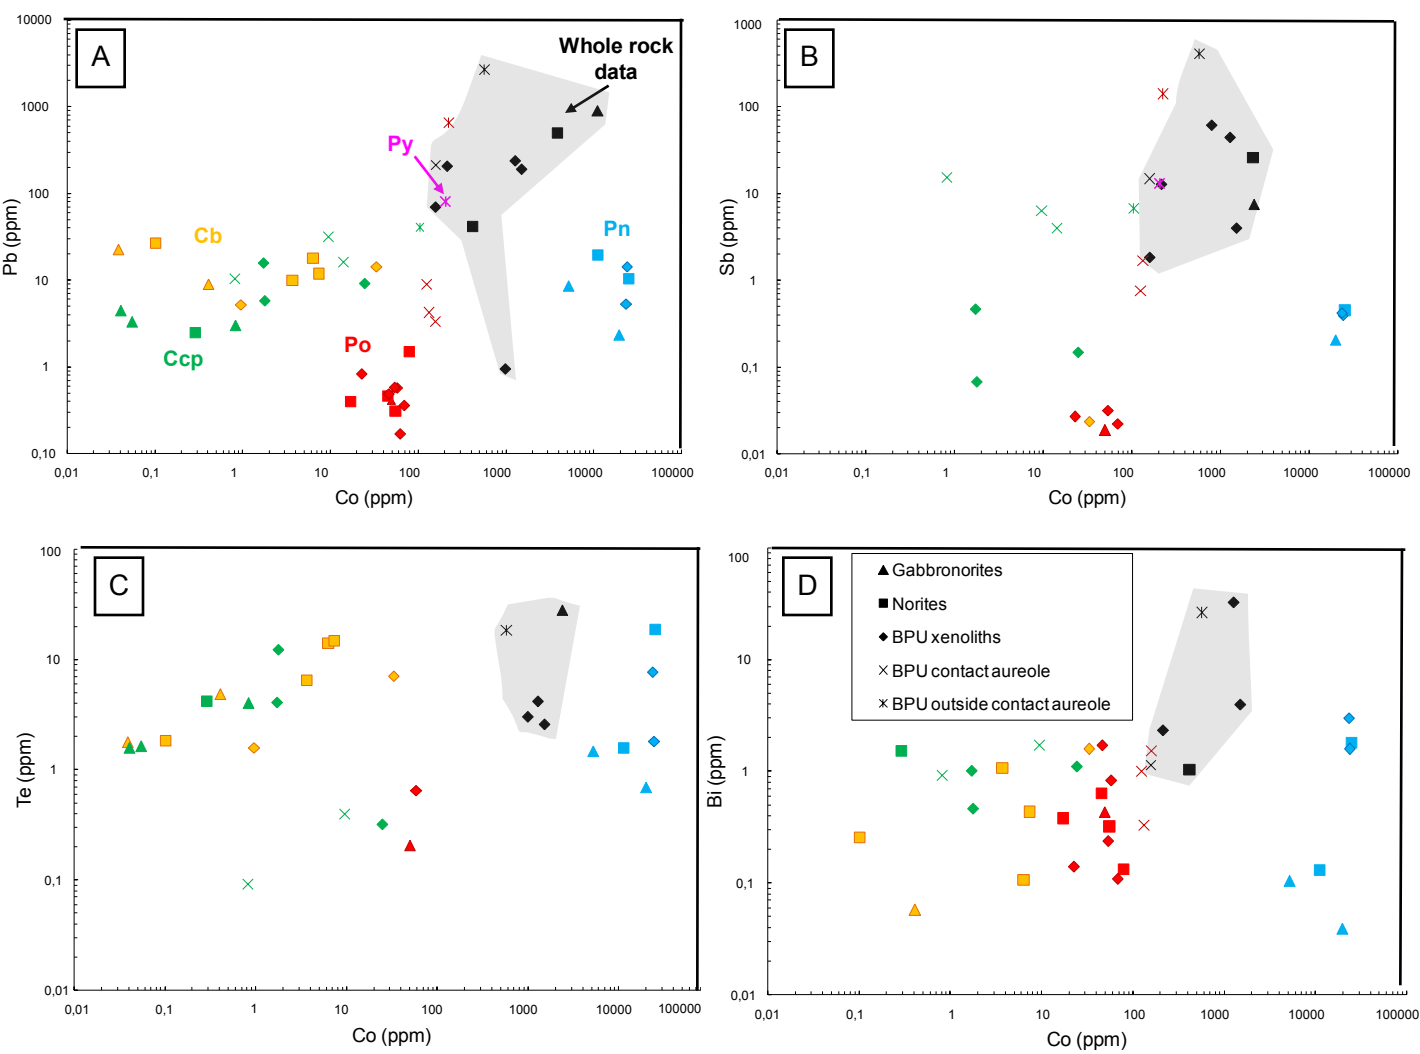 A
10000
1000
100
10
1
0,10
Pb (ppm)
0,01
0,1
1
10
100
1000
10000
100000
Co (ppm)
Whole rock
data
Py
Cb
Pn
Ccp
Po
B
1000
100
10
1
0,1
0,01
Sb (ppm)
0,01
0,1
1
10
100
1000
10000
100000
Co (ppm)
C
100
10
1
0,1
0,01
Te (ppm)
0,01
0,1
1
10
100
1000
10000
100000
Co (ppm)
D
100
10
1
0,1
0,01
Bi (ppm)
0,01
0,1
1
10
100
1000
10000
100000
Co (ppm)
Gabbronorites
Norites
BPU xenoliths
BPU contact aureole
BPU outside contact aureole